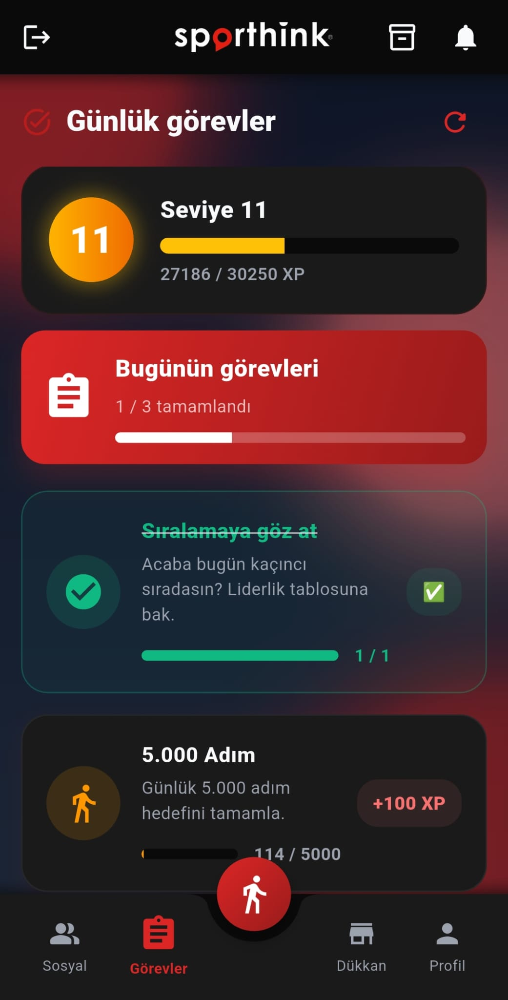 sporthink®
Günlük görevler
11
Seviye 11
27186 / 30250 XP
Bugünün görevleri
1 / 3 tamamlandı
Sıralamaya göz at
Acaba bugün kaçıncı
sıradasın? Liderlik tablosuna
bak.
1 / 1
5.000 Adım
Günlük 5.000 adım
hedefini tamamla.
+100 XP
114 / 5000
Sosyal
Görevler
Dükkan
Profil